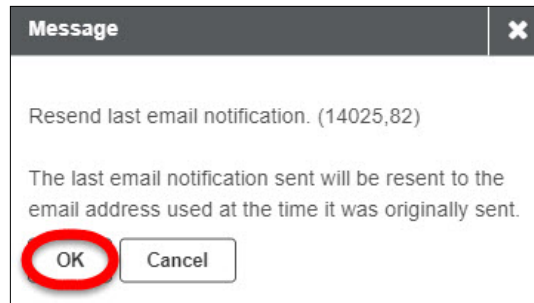 Message
Resend last email notification. (14025,82)
The last email notification sent will be resent to the
email address used at the time it was originally sent.
OK Cancel